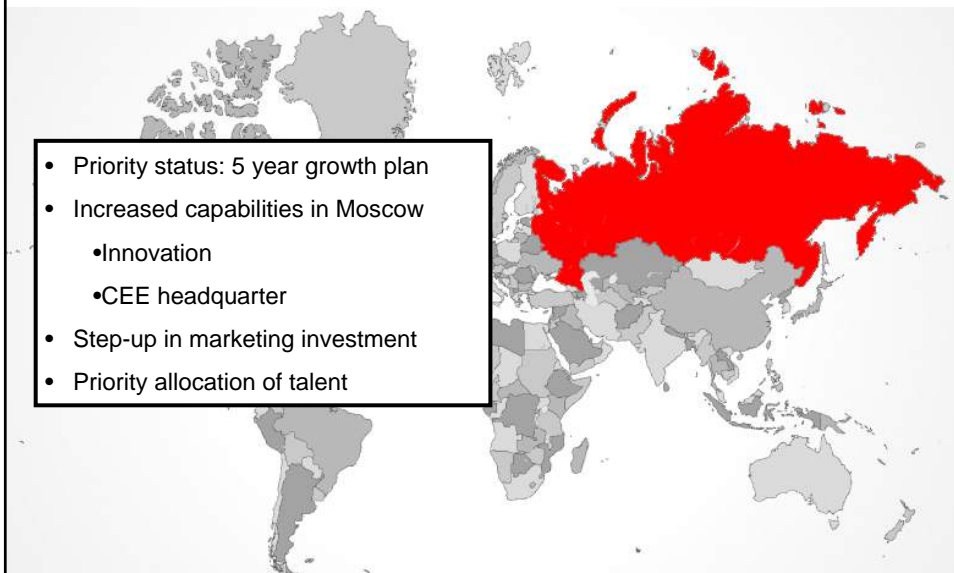 • Priority status: 5 year growth plan
• Increased capabilities in Moscow
•Innovation
•CEE headquarter
• Step-up in marketing investment
• Priority allocation of talent